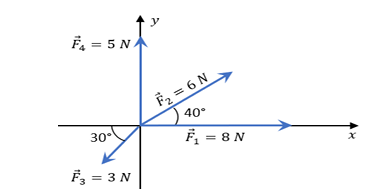 y
F⃗₄ = 5 N
F⃗₂ = 6 N
40°
30°
F⃗₁ = 8 N
x
F⃗₃ = 3 N